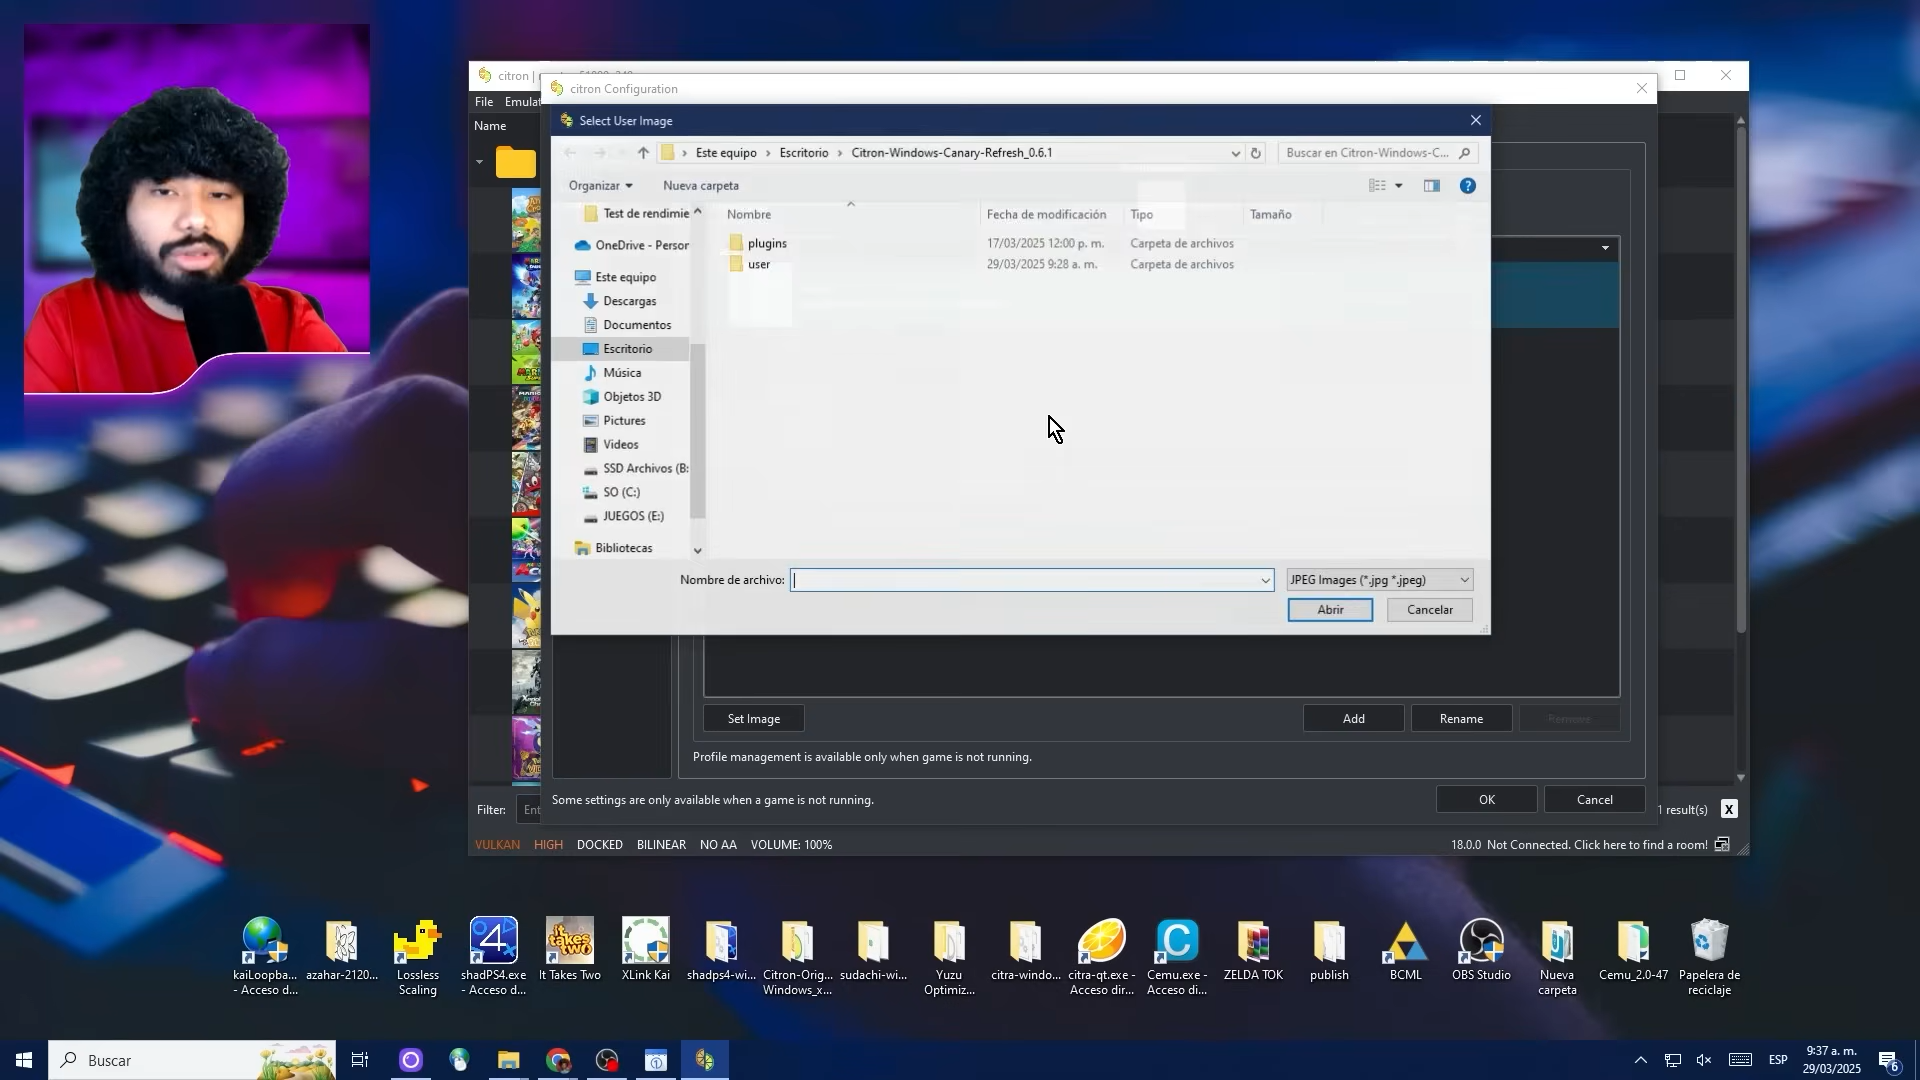 citron |
citron Configuration
File Emulat
Select User Image
Name
Este equipo › Escritorio › Citron-Windows-Canary-Refresh_0.6.1
Buscar en Citron-Windows-C...
Organizar
Nueva carpeta
Test de rendimie
OneDrive - Person
Este equipo
Descargas
Documentos
Escritorio
Música
Objetos 3D
Pictures
Videos
SSD Archivos (B:
SO (C:)
JUEGOS (E:)
Bibliotecas
Nombre Fecha de modificación Tipo Tamaño
plugins 17/03/2025 12:00 p. m. Carpeta de archivos
user 29/03/2025 9:28 a. m. Carpeta de archivos
Nombre de archivo:
JPEG Images (*.jpg *.jpeg)
Abrir
Cancelar
Set Image
Add
Rename
Remove
Profile management is available only when game is not running.
Some settings are only available when a game is not running.
OK
Cancel
Filter: Ent
1 result(s) X
VULKAN HIGH DOCKED BILINEAR NO AA VOLUME: 100%
18.0.0 Not Connected. Click here to find a room!
kaiLoopba... - Acceso d...
azahar-2120...
Lossless Scaling
shadPS4.exe - Acceso d...
It Takes Two
XLink Kai
shadps4-wi...
Citron-Orig... Windows_x...
sudachi-wi...
Yuzu Optimiz...
citra-windo...
citra-qt.exe - Acceso dir...
Cemu.exe - Acceso di...
ZELDA TOK
publish
BCML
OBS Studio
Nueva carpeta
Cemu_2.0-47
Papelera de reciclaje
Buscar
ESP
9:37 a. m.
29/03/2025
6